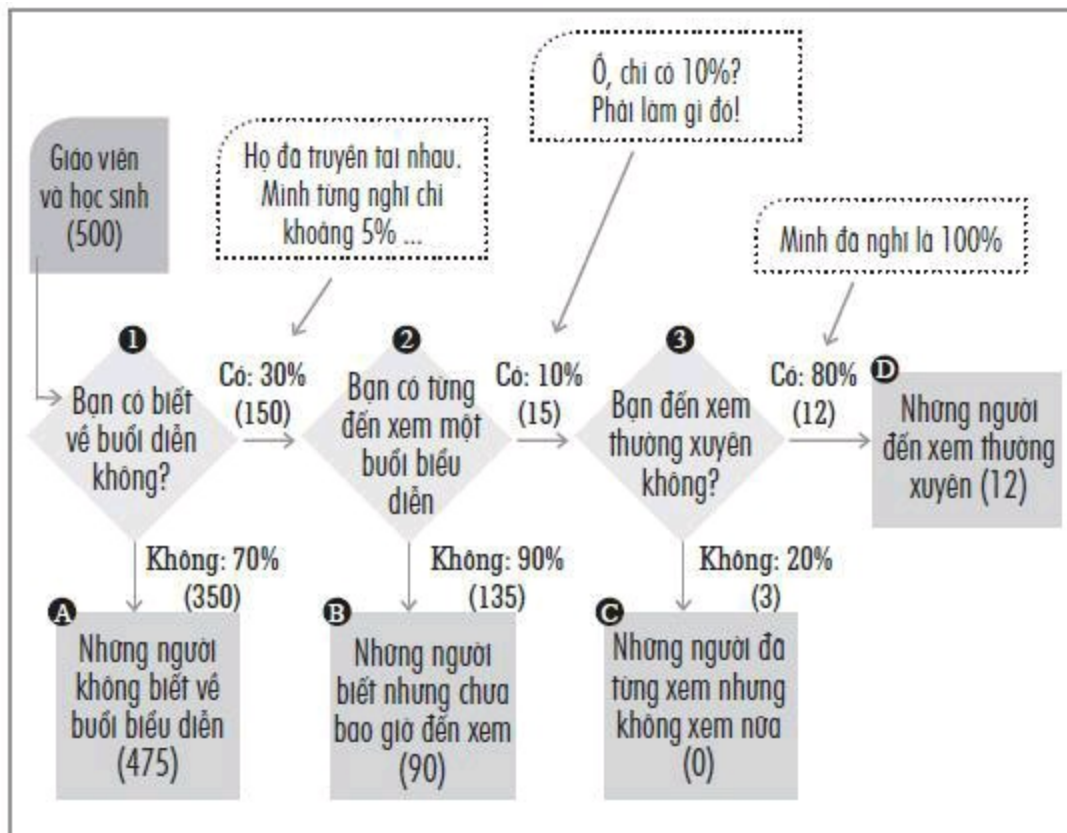 Ồ, chỉ có 10%?
Phải làm gì đó!
Giáo viên
và học sinh
(500)
Họ đã truyền tai nhau.
Mình từng nghĩ chỉ
khoảng 5% ...
Mình đã nghĩ là 100%
1
Bạn có biết
về buổi diễn
không?
Có: 30%
(150)
2
Bạn có từng
đến xem một
buổi biểu
diễn
Có: 10%
(15)
3
Bạn đến xem
thường xuyên
không?
Có: 80%
(12)
D
Những người
đến xem thường
xuyên (12)
Không: 70%
(350)
Không: 90%
(135)
Không: 20%
(3)
A
Những người
không biết về
buổi biểu diễn
(475)
B
Những người
biết nhưng chưa
bao giờ đến xem
(90)
C
Những người đã
từng xem nhưng
không xem nữa
(0)